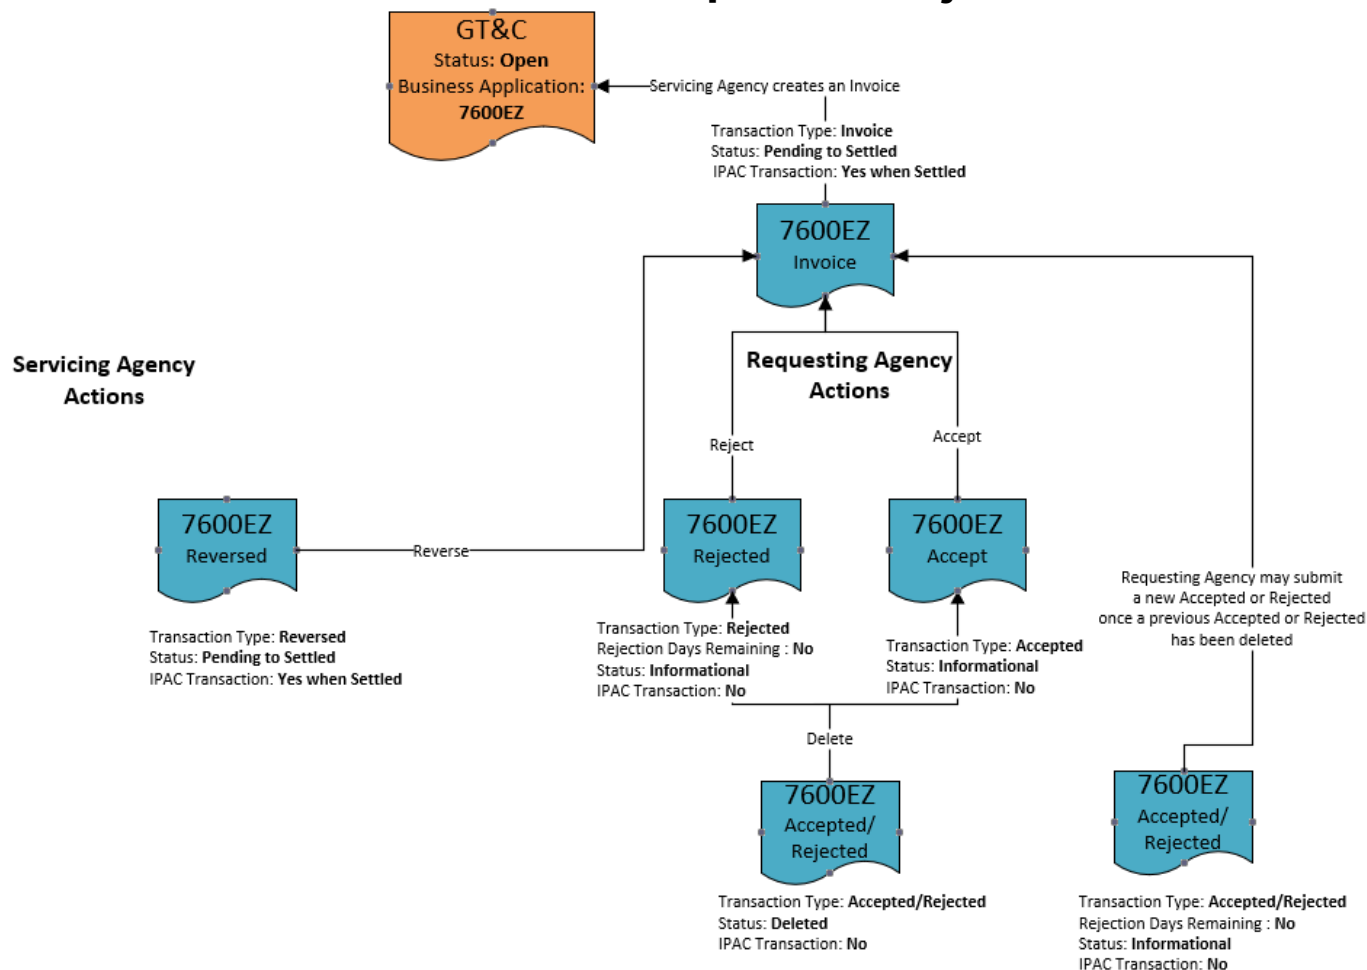 GT&C
Status: Open
Business Application:
7600EZ
Servicing Agency creates an Invoice
Transaction Type: Invoice
Status: Pending to Settled
IPAC Transaction: Yes when Settled
7600EZ
Invoice
Servicing Agency
Actions
Requesting Agency
Actions
Reject
Accept
7600EZ
Reversed
Reverse
7600EZ
Rejected
7600EZ
Accept
Requesting Agency may submit
a new Accepted or Rejected
once a previous Accepted or Rejected
has been deleted
Transaction Type: Reversed
Status: Pending to Settled
IPAC Transaction: Yes when Settled
Transaction Type: Rejected
Rejection Days Remaining : No
Status: Informational
IPAC Transaction: No
Transaction Type: Accepted
Status: Informational
IPAC Transaction: No
Delete
7600EZ
Accepted/
Rejected
7600EZ
Accepted/
Rejected
Transaction Type: Accepted/Rejected
Status: Deleted
IPAC Transaction: No
Transaction Type: Accepted/Rejected
Rejection Days Remaining : No
Status: Informational
IPAC Transaction: No